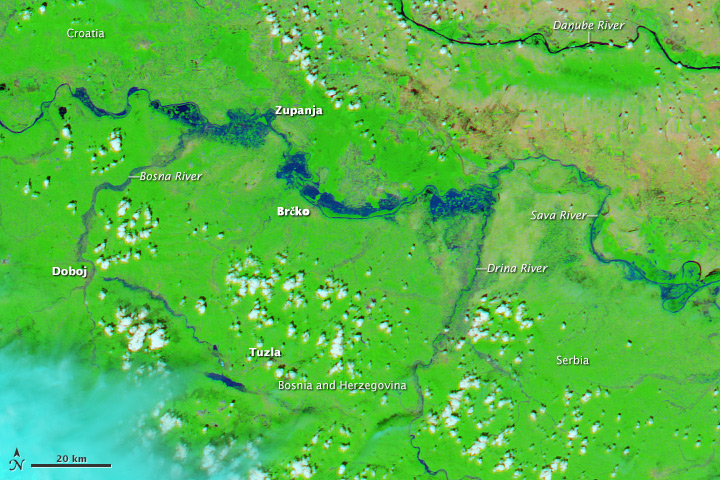 Danube River
Croatia
Zupanja
Bosna River
Brčko
Sava River
Drina River
Doboj
Tuzla
Serbia
Bosnia and Herzegovina
N
20 km